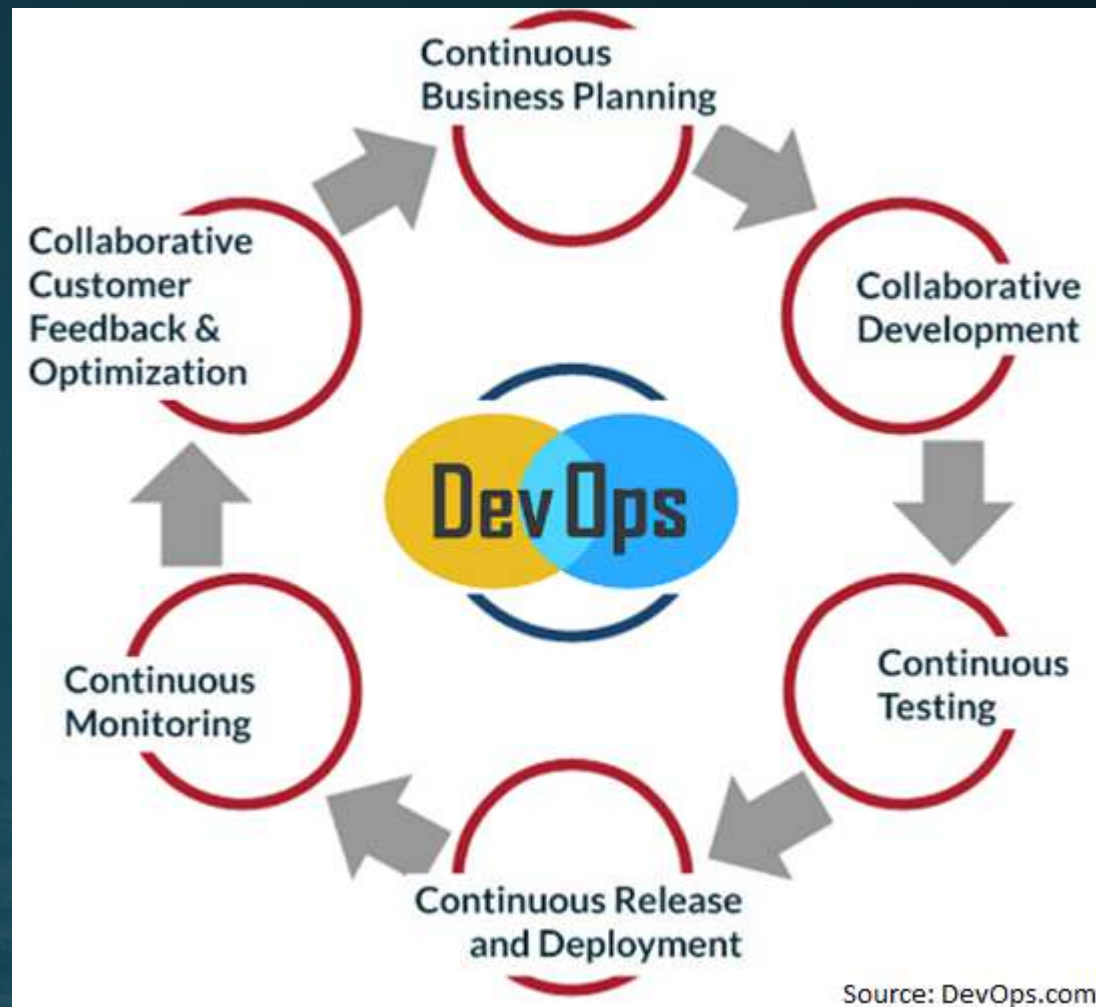 Continuous
Business Planning
Collaborative
Development
Continuous
Testing
Continuous Release
and Deployment
Continuous
Monitoring
Collaborative
Customer
Feedback &
Optimization
DevOps
Source: DevOps.com